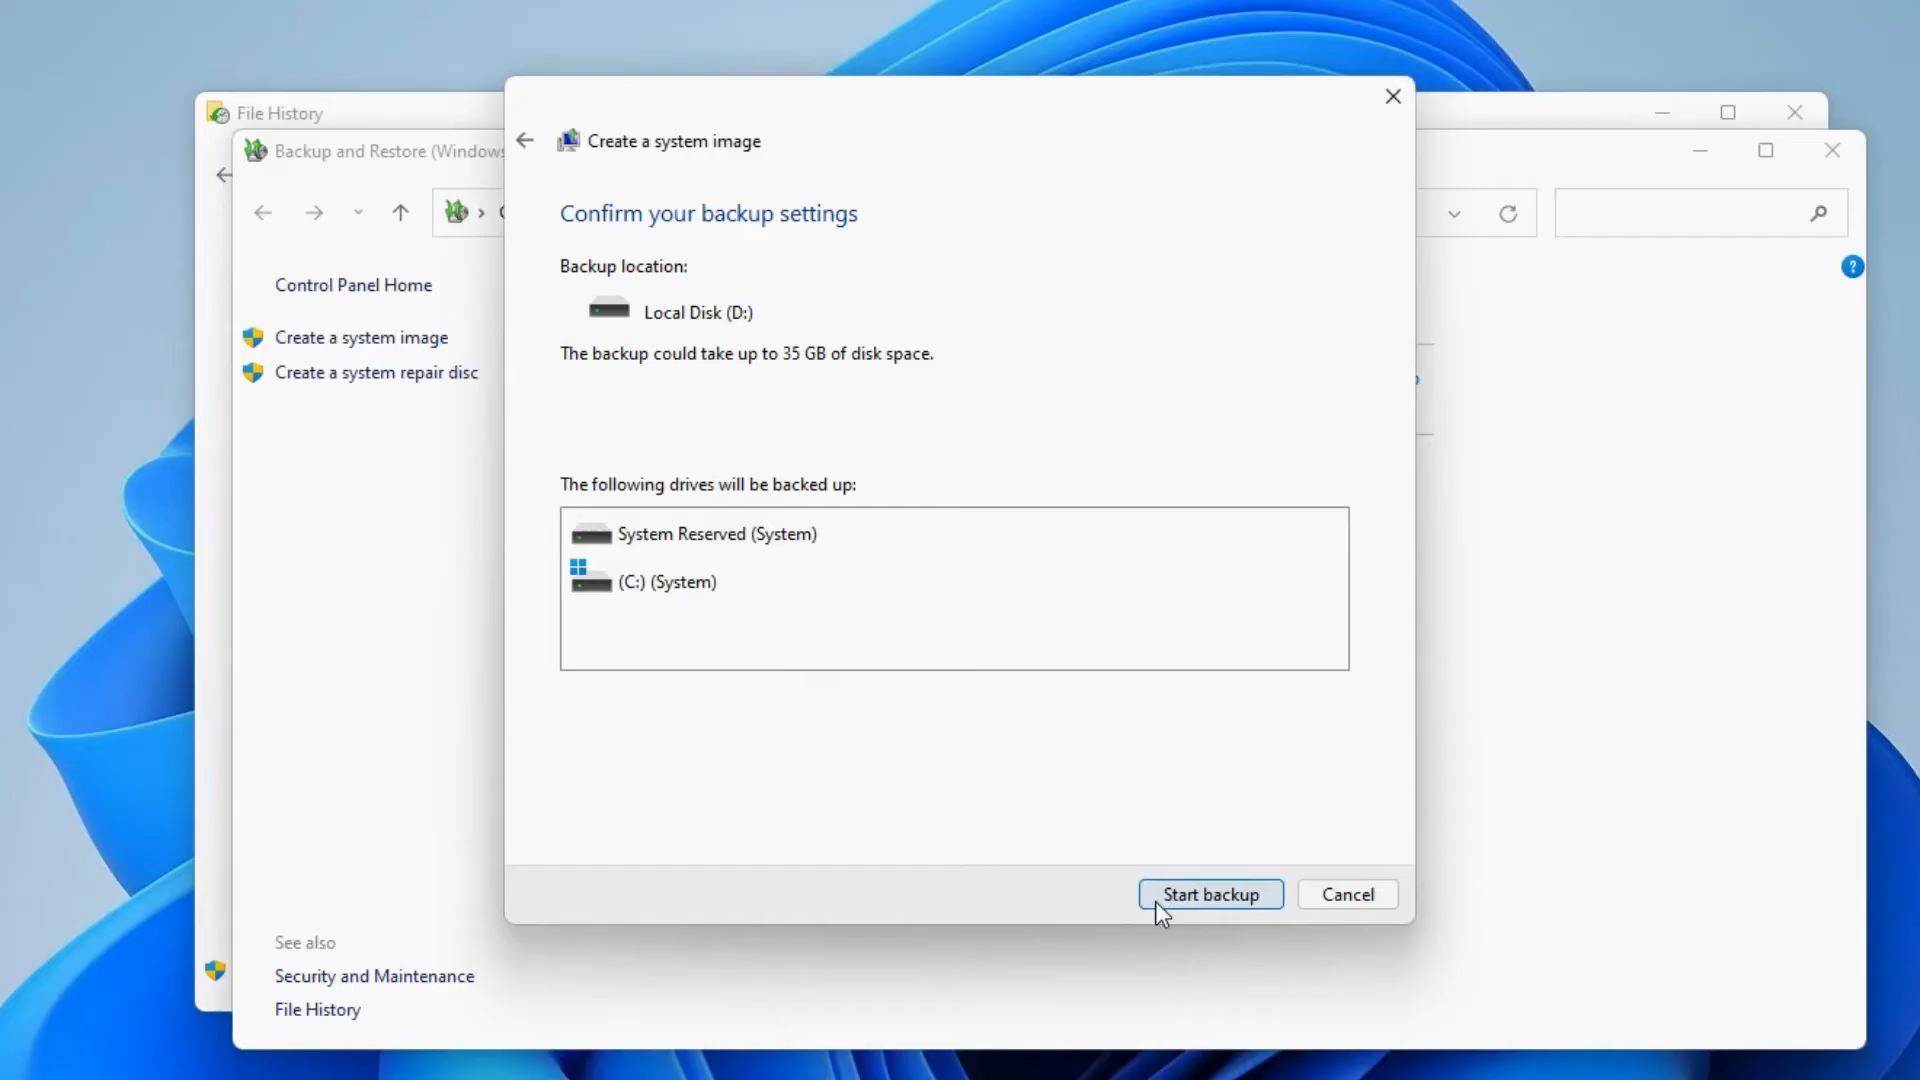 File History
Backup and Restore (Windows
Control Panel Home
Create a system image
Create a system repair disc
See also
Security and Maintenance
File History
Create a system image
Confirm your backup settings
Backup location:
Local Disk (D:)
The backup could take up to 35 GB of disk space.
The following drives will be backed up:
System Reserved (System)
(C:) (System)
Start backup
Cancel